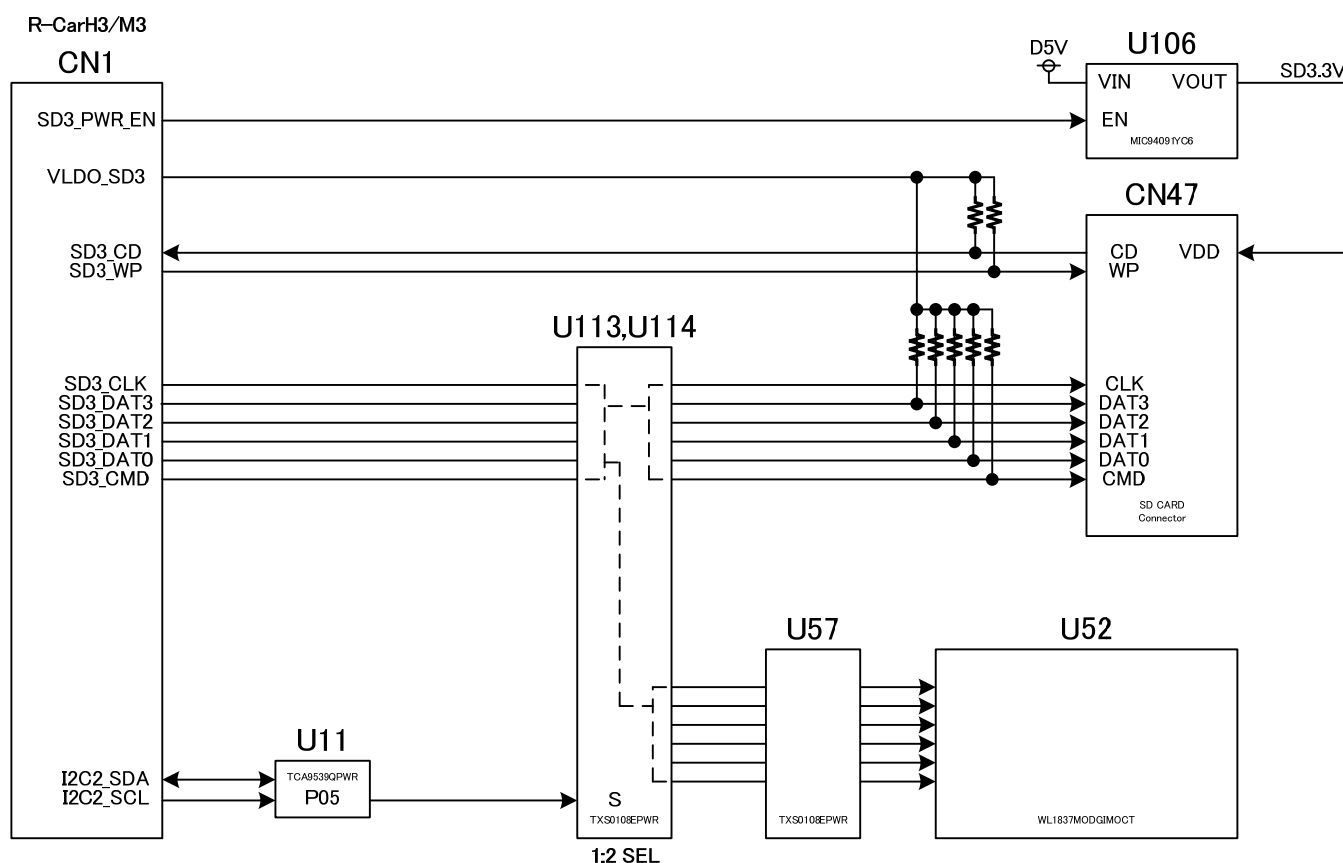 R-CarH3/M3
CN1
SD3_PWR_EN
VLDO_SD3
SD3_CD
SD3_WP
SD3_CLK
SD3_DAT3
SD3_DAT2
SD3_DAT1
SD3_DAT0
SD3_CMD
I2C2_SDA
I2C2_SCL
U11
TCA9539QPWR
P05
U113,U114
S
TXS0108EPWR
1:2 SEL
D5V
U106
VIN VOUT
EN
MIC94091YC6
SD3.3V
CN47
CD VDD
WP
CLK
DAT3
DAT2
DAT1
DAT0
CMD
SD CARD
Connector
U57
TXS0108EPWR
U52
WL1837MODGIMOCT